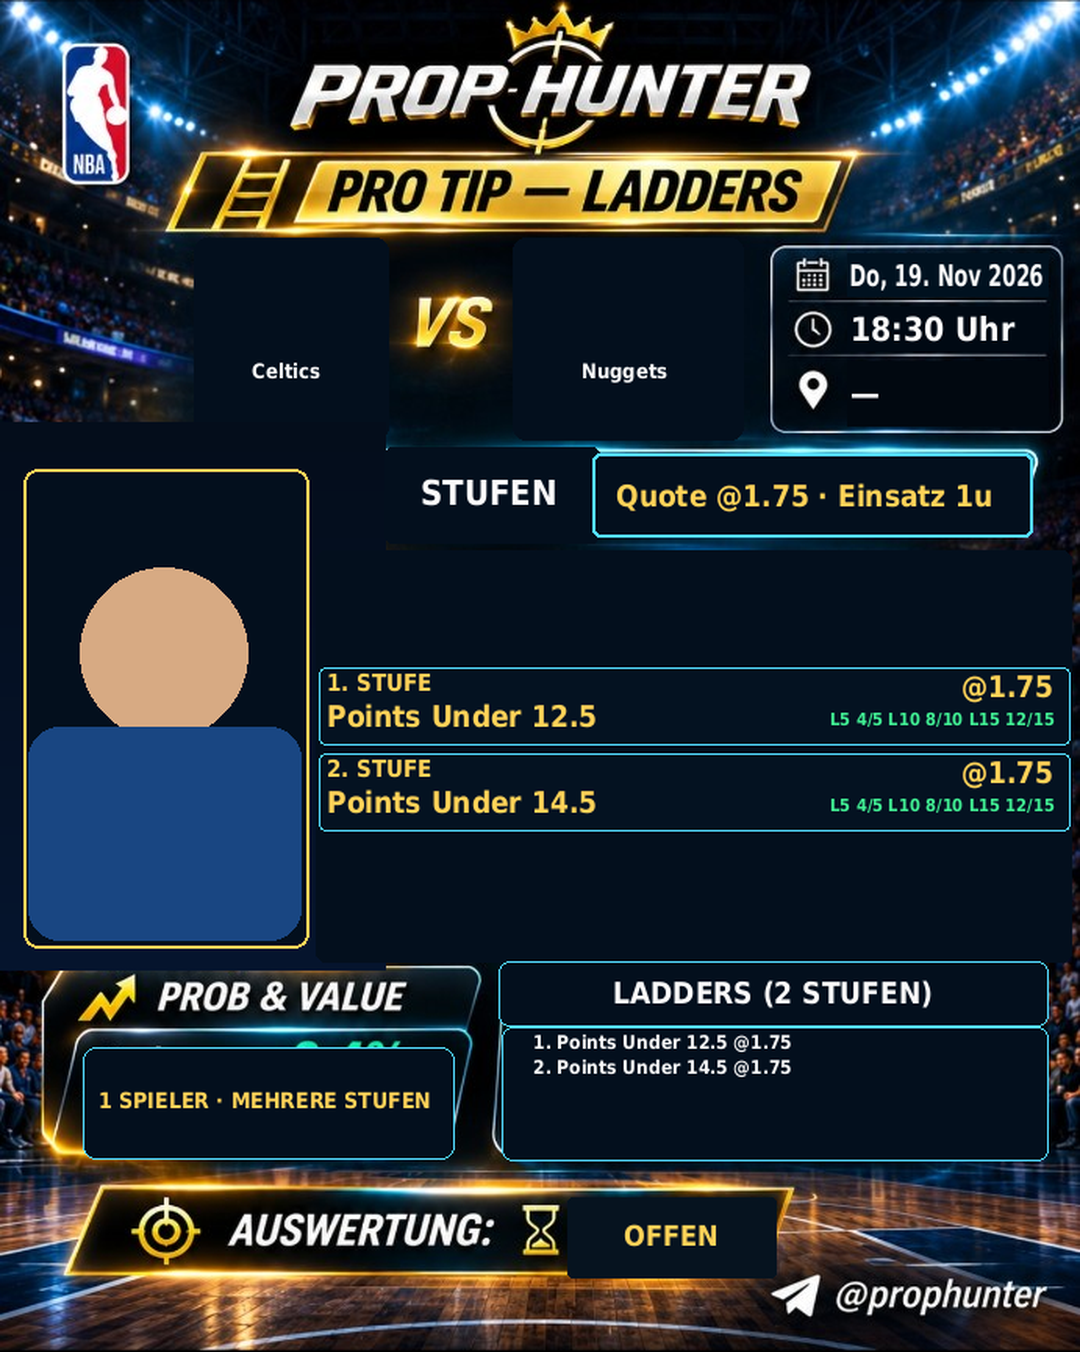 NBA
PROP-HUNTER
PRO TIP — LADDERS
Celtics
VS
Nuggets
Do, 19. Nov 2026
18:30 Uhr
—
STUFEN
Quote @1.75 · Einsatz 1u
1. STUFE
@1.75
Points Under 12.5
L5 4/5 L10 8/10 L15 12/15
2. STUFE
@1.75
Points Under 14.5
L5 4/5 L10 8/10 L15 12/15
PROB & VALUE
1 SPIELER · MEHRERE STUFEN
LADDERS (2 STUFEN)
1. Points Under 12.5 @1.75
2. Points Under 14.5 @1.75
AUSWERTUNG:
OFFEN
@prophunter